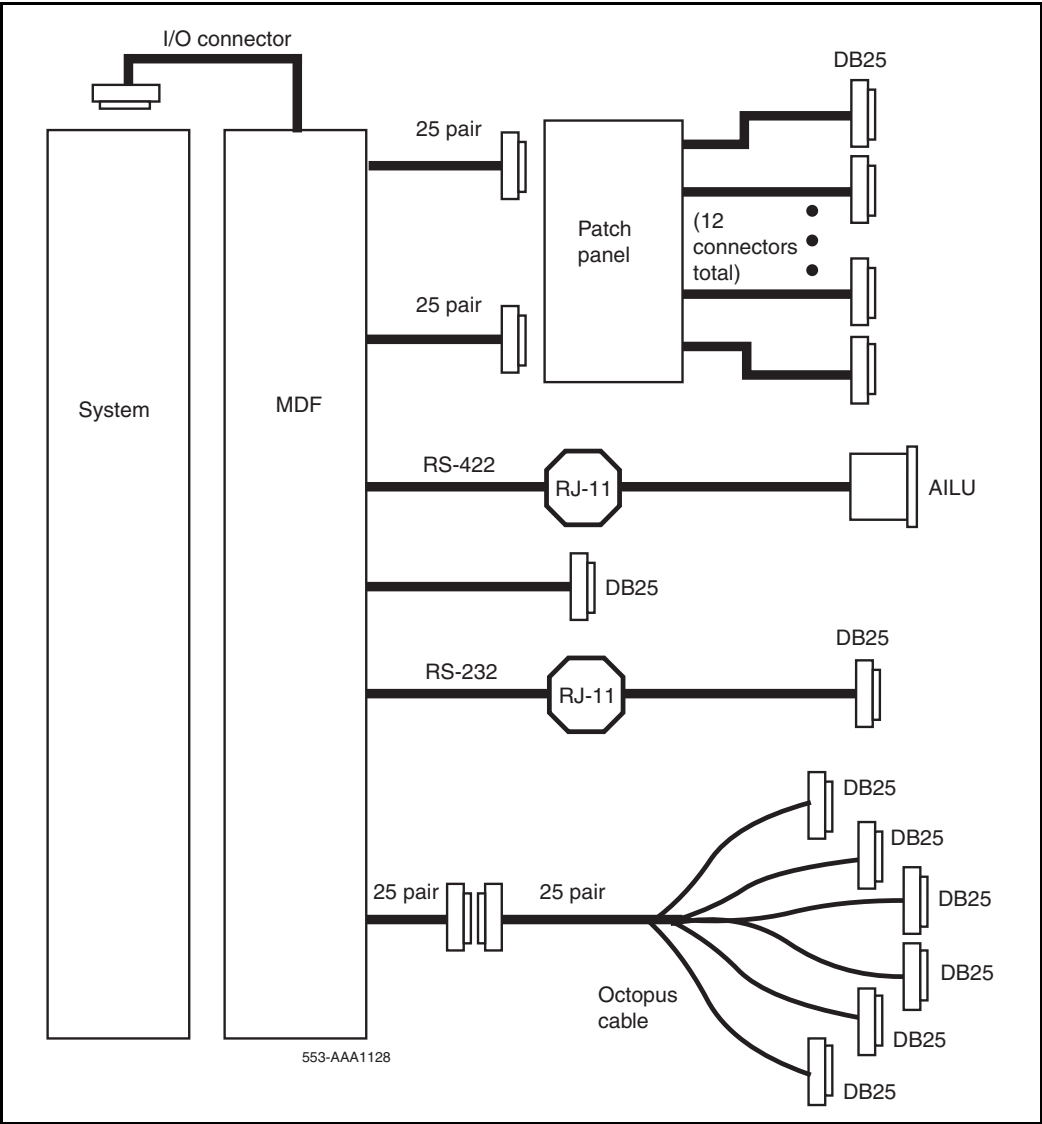 I/O connector
DB25
25 pair
Patch
panel
(12
connectors
total)
25 pair
System
MDF
RS-422
RJ-11
AILU
DB25
DB25
RS-232
RJ-11
DB25
DB25
DB25
25 pair
25 pair
DB25
Octopus
cable
DB25
DB25
553-AAA1128